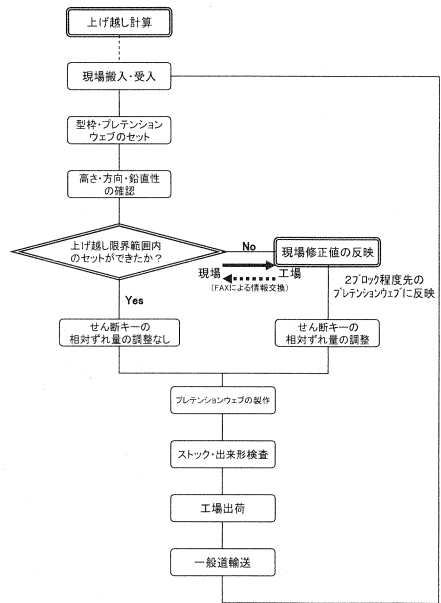 上げ越し計算
現場搬入・受入
型枠・プレテンション
ウェブのセット
高さ・方向・鉛直性
の確認
上げ越し限界範囲内
のセットができたか？
No
現場修正値の反映
現場
工場
(FAXによる情報交換)
2ブロック程度先の
プレテンションウェブに反映
Yes
せん断キーの
相対ずれ量の調整なし
せん断キーの
相対ずれ量の調整
プレテンションウェブの製作
ストック・出来形検査
工場出荷
一般道輸送